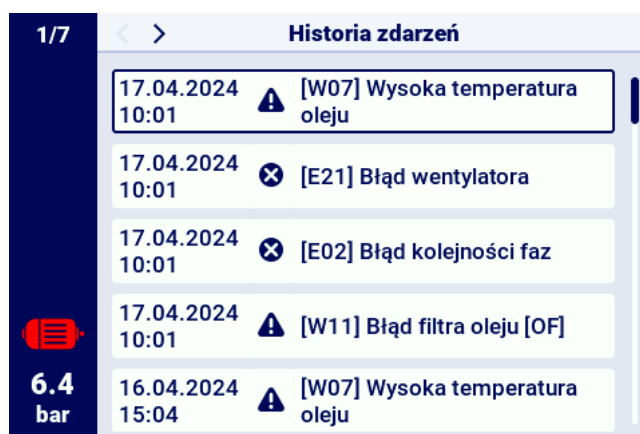 1/7
Historia zdarzeń
17.04.2024
10:01
[W07] Wysoka temperatura
oleju
17.04.2024
10:01
[E21] Błąd wentylatora
17.04.2024
10:01
[E02] Błąd kolejności faz
17.04.2024
10:01
[W11] Błąd filtra oleju [OF]
16.04.2024
15:04
[W07] Wysoka temperatura
oleju
6.4
bar